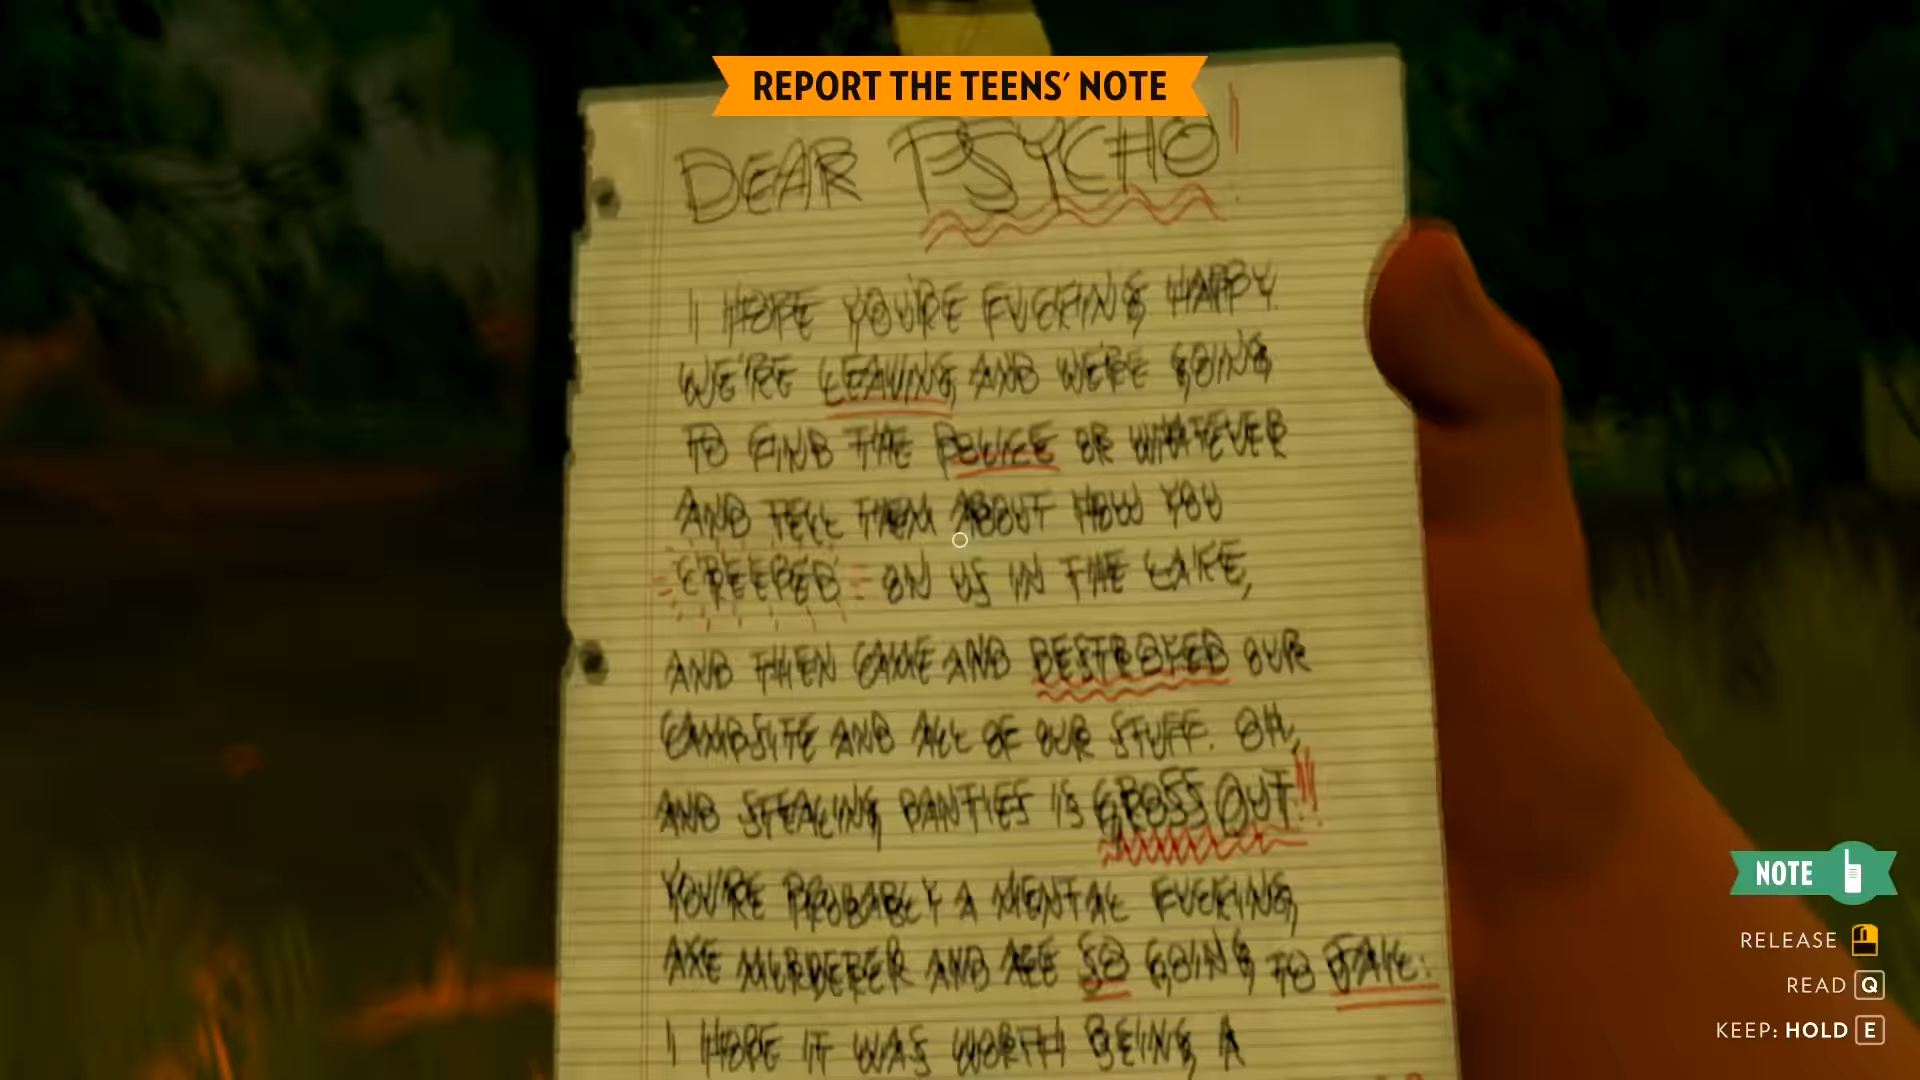 REPORT THE TEENS' NOTE
DEAR PSYCHO!
I HOPE YOU'RE FUCKING HAPPY.
WE'RE LEAVING AND WE'RE GOING
TO FIND THE POLICE OR WHATEVER
AND TELL THEM ABOUT HOW YOU
CREEPED ON US IN THE LAKE,
AND THEN CAME AND DESTROYED OUR
CAMPSITE AND ALL OF OUR STUFF. OH,
AND STEALING PANTIES IS GROSS OUT!!
YOU'RE PROBABLY A MENTAL FUCKING
AXE MURDERER AND ARE SO GOING TO JAIL.
I HOPE IT WAS WORTH BEING A
NOTE
RELEASE
READ Q
KEEP: HOLD E